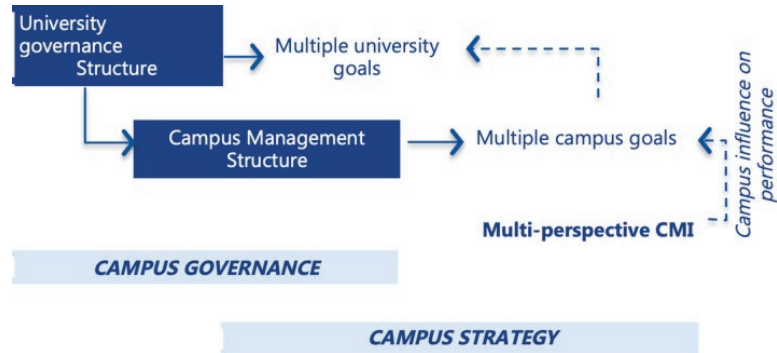 University
governance
Structure
Multiple university
goals
Campus Management
Structure
Multiple campus goals
Campus influence on
performance
Multi-perspective CMI
CAMPUS GOVERNANCE
CAMPUS STRATEGY